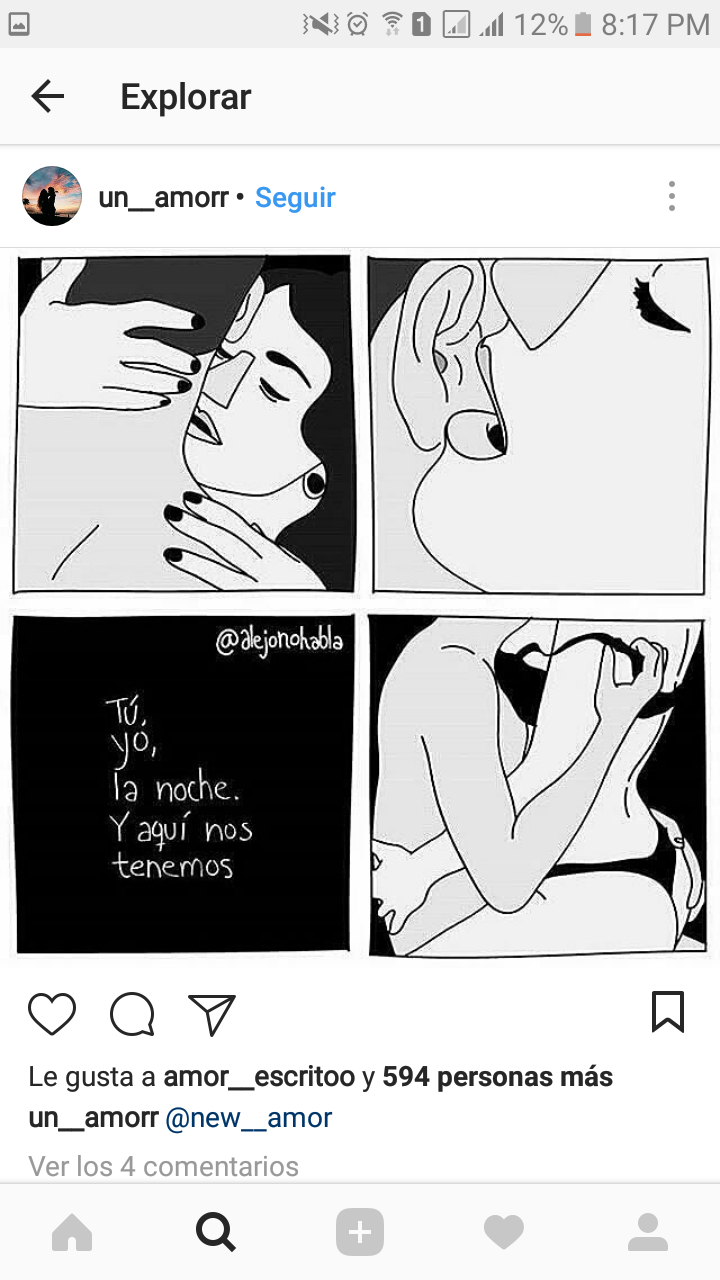 12% 8:17 PM
Explorar
un__amorr • Seguir
@alejonohabla
Tú,
yo,
la noche.
Y aquí nos
tenemos
Le gusta a amor__escritoo y 594 personas más
un__amorr @new__amor
Ver los 4 comentarios